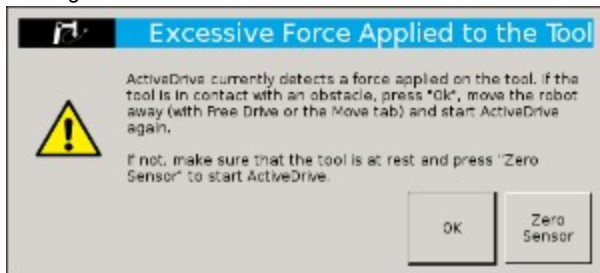 Excessive Force Applied to the Tool
ActiveDrive currently detects a force applied on the tool. If the
tool is in contact with an obstacle, press "Ok", move the robot
away (with Free Drive or the Move tab) and start ActiveDrive
again.
If not, make sure that the tool is at rest and press "Zero
Sensor" to start ActiveDrive.
OK
Zero
Sensor